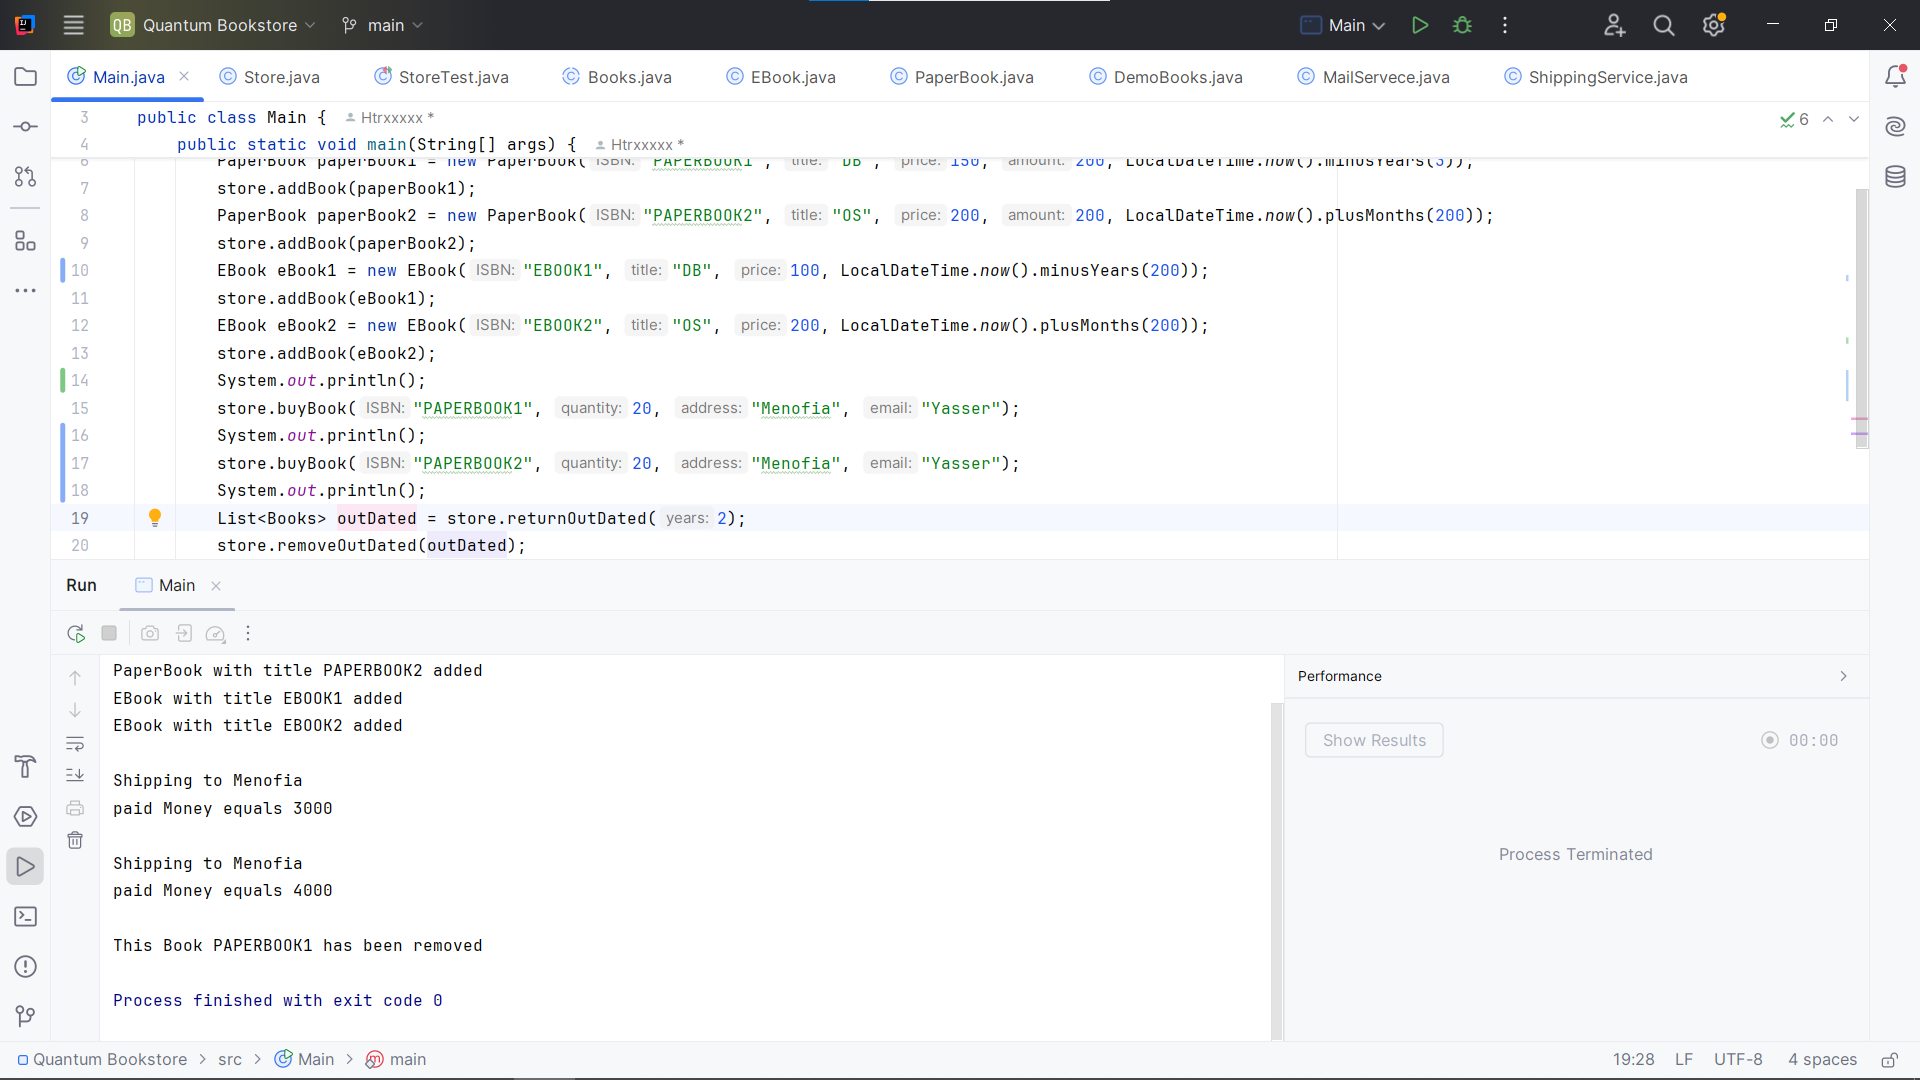 QB Quantum Bookstore main Main
Main.java Store.java StoreTest.java Books.java EBook.java PaperBook.java DemoBooks.java MailServece.java ShippingService.java
3 public class Main { Htrxxxxx *
4 public static void main(String[] args) { Htrxxxxx *
6
6 PaperBook paperBook1 = new PaperBook( ISBN: "PAPERBOOK1", title: "DB", price: 150, amount: 200, LocalDateTime.now().minusYears(3));
7 store.addBook(paperBook1);
8 PaperBook paperBook2 = new PaperBook( ISBN: "PAPERBOOK2", title: "OS", price: 200, amount: 200, LocalDateTime.now().plusMonths(200));
9 store.addBook(paperBook2);
10 EBook eBook1 = new EBook( ISBN: "EBOOK1", title: "DB", price: 100, LocalDateTime.now().minusYears(200));
11 store.addBook(eBook1);
12 EBook eBook2 = new EBook( ISBN: "EBOOK2", title: "OS", price: 200, LocalDateTime.now().plusMonths(200));
13 store.addBook(eBook2);
14 System.out.println();
15 store.buyBook( ISBN: "PAPERBOOK1", quantity: 20, address: "Menofia", email: "Yasser");
16 System.out.println();
17 store.buyBook( ISBN: "PAPERBOOK2", quantity: 20, address: "Menofia", email: "Yasser");
18 System.out.println();
19 List<Books> outDated = store.returnOutDated( years: 2);
20 store.removeOutDated(outDated);
Run Main
PaperBook with title PAPERBOOK2 added
EBook with title EBOOK1 added
EBook with title EBOOK2 added
Shipping to Menofia
paid Money equals 3000
Shipping to Menofia
paid Money equals 4000
This Book PAPERBOOK1 has been removed
Process finished with exit code 0
Performance
Show Results 00:00
Process Terminated
Quantum Bookstore > src > Main > main 19:28 LF UTF-8 4 spaces